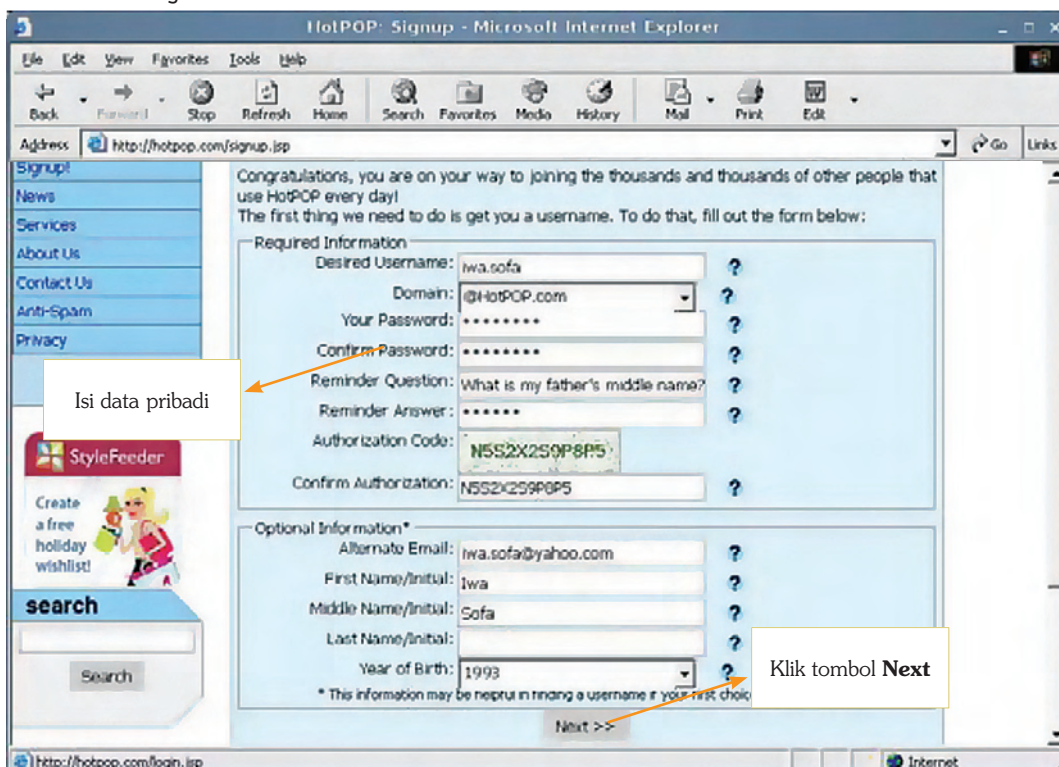 HotPOP: Signup - Microsoft Internet Explorer
File Edit View Favorites Tools Help
Back Forward Stop Refresh Home Search Favorites Media History Mail Print Edit
Address http://hotpop.com/signup.jsp Go Links
Signup!
News
Services
About Us
Contact Us
Anti-Spam
Privacy
Congratulations, you are on your way to joining the thousands and thousands of other people that
use HotPOP every day!
The first thing we need to do is get you a username. To do that, fill out the form below:
Required Information
Desired Username: iwa.sofa ?
Domain: @HotPOP.com ?
Your Password: •••••••• ?
Confirm Password: •••••••• ?
Reminder Question: What is my father's middle name? ?
Reminder Answer: •••••• ?
Authorization Code: N5S2X2S9P8P5
Confirm Authorization: N5S2X2S9P8P5 ?
Isi data pribadi
StyleFeeder
Create
a free
holiday
wishlist!
search
Search
Optional Information*
Alternate Email: iwa.sofa@yahoo.com ?
First Name/Initial: Iwa ?
Middle Name/Initial: Sofa ?
Last Name/Initial: ?
Year of Birth: 1993 ?
* This information may be helpful in finding a username if your first
Next >>
Klik tombol Next
http://hotpop.com/login.jsp
Internet